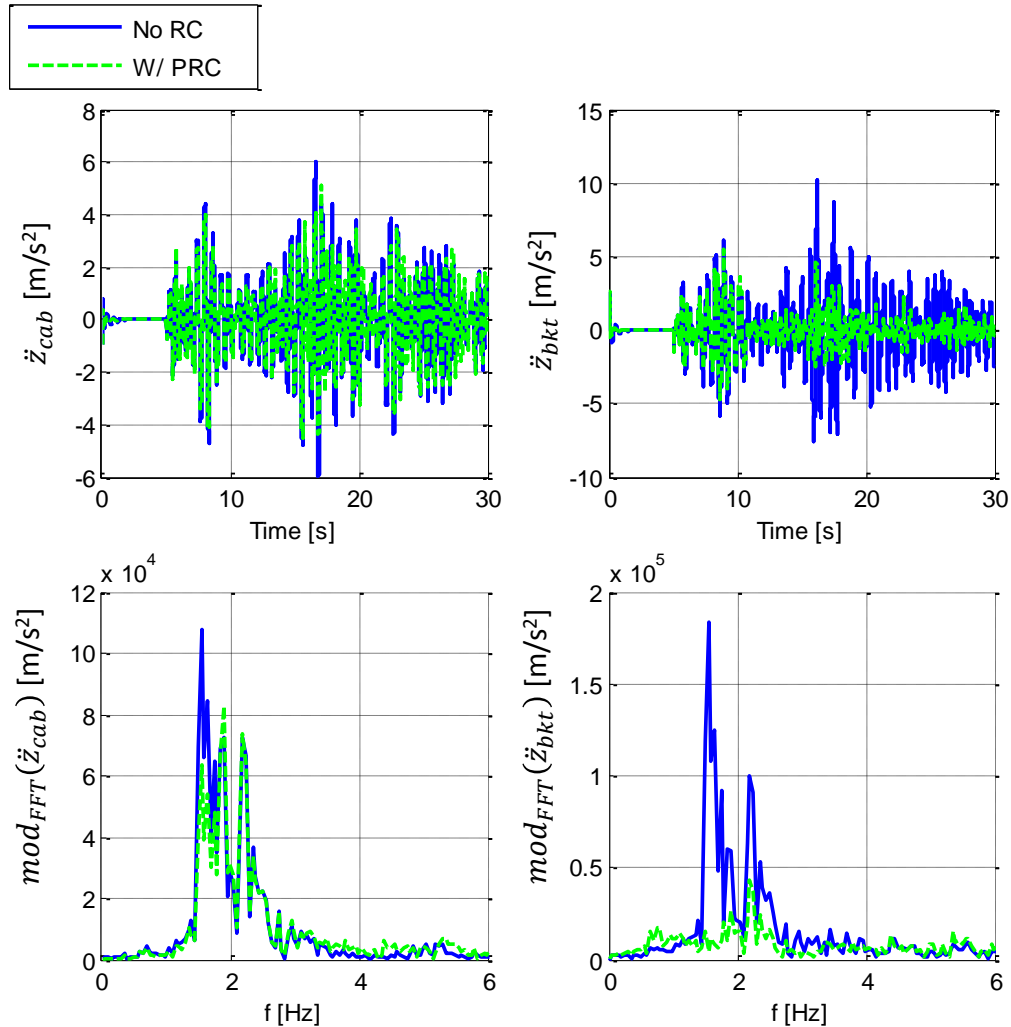 No RC
W/ PRC
8
6
4
2
0
-2
-4
-6
z̈cab [m/s²]
0 10 20 30
Time [s]
15
10
5
0
-5
-10
z̈bkt [m/s²]
0 10 20 30
Time [s]
x 10⁴
12
10
8
6
4
2
0
modFFT(z̈cab) [m/s²]
0 2 4 6
f [Hz]
x 10⁵
2
1.5
1
0.5
0
modFFT(z̈bkt) [m/s²]
0 2 4 6
f [Hz]